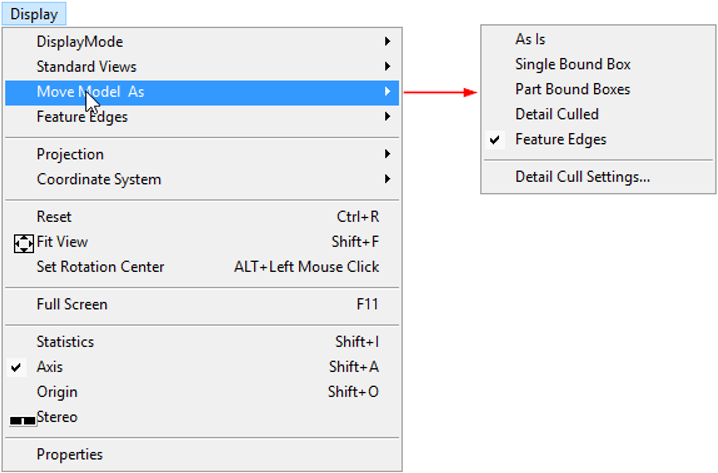 Display
DisplayMode
Standard Views
Move Model  As
Feature Edges
Projection
Coordinate System
Reset Ctrl+R
Fit View Shift+F
Set Rotation Center ALT+Left Mouse Click
Full Screen F11
Statistics Shift+I
Axis Shift+A
Origin Shift+O
Stereo
Properties
As Is
Single Bound Box
Part Bound Boxes
Detail Culled
Feature Edges
Detail Cull Settings...